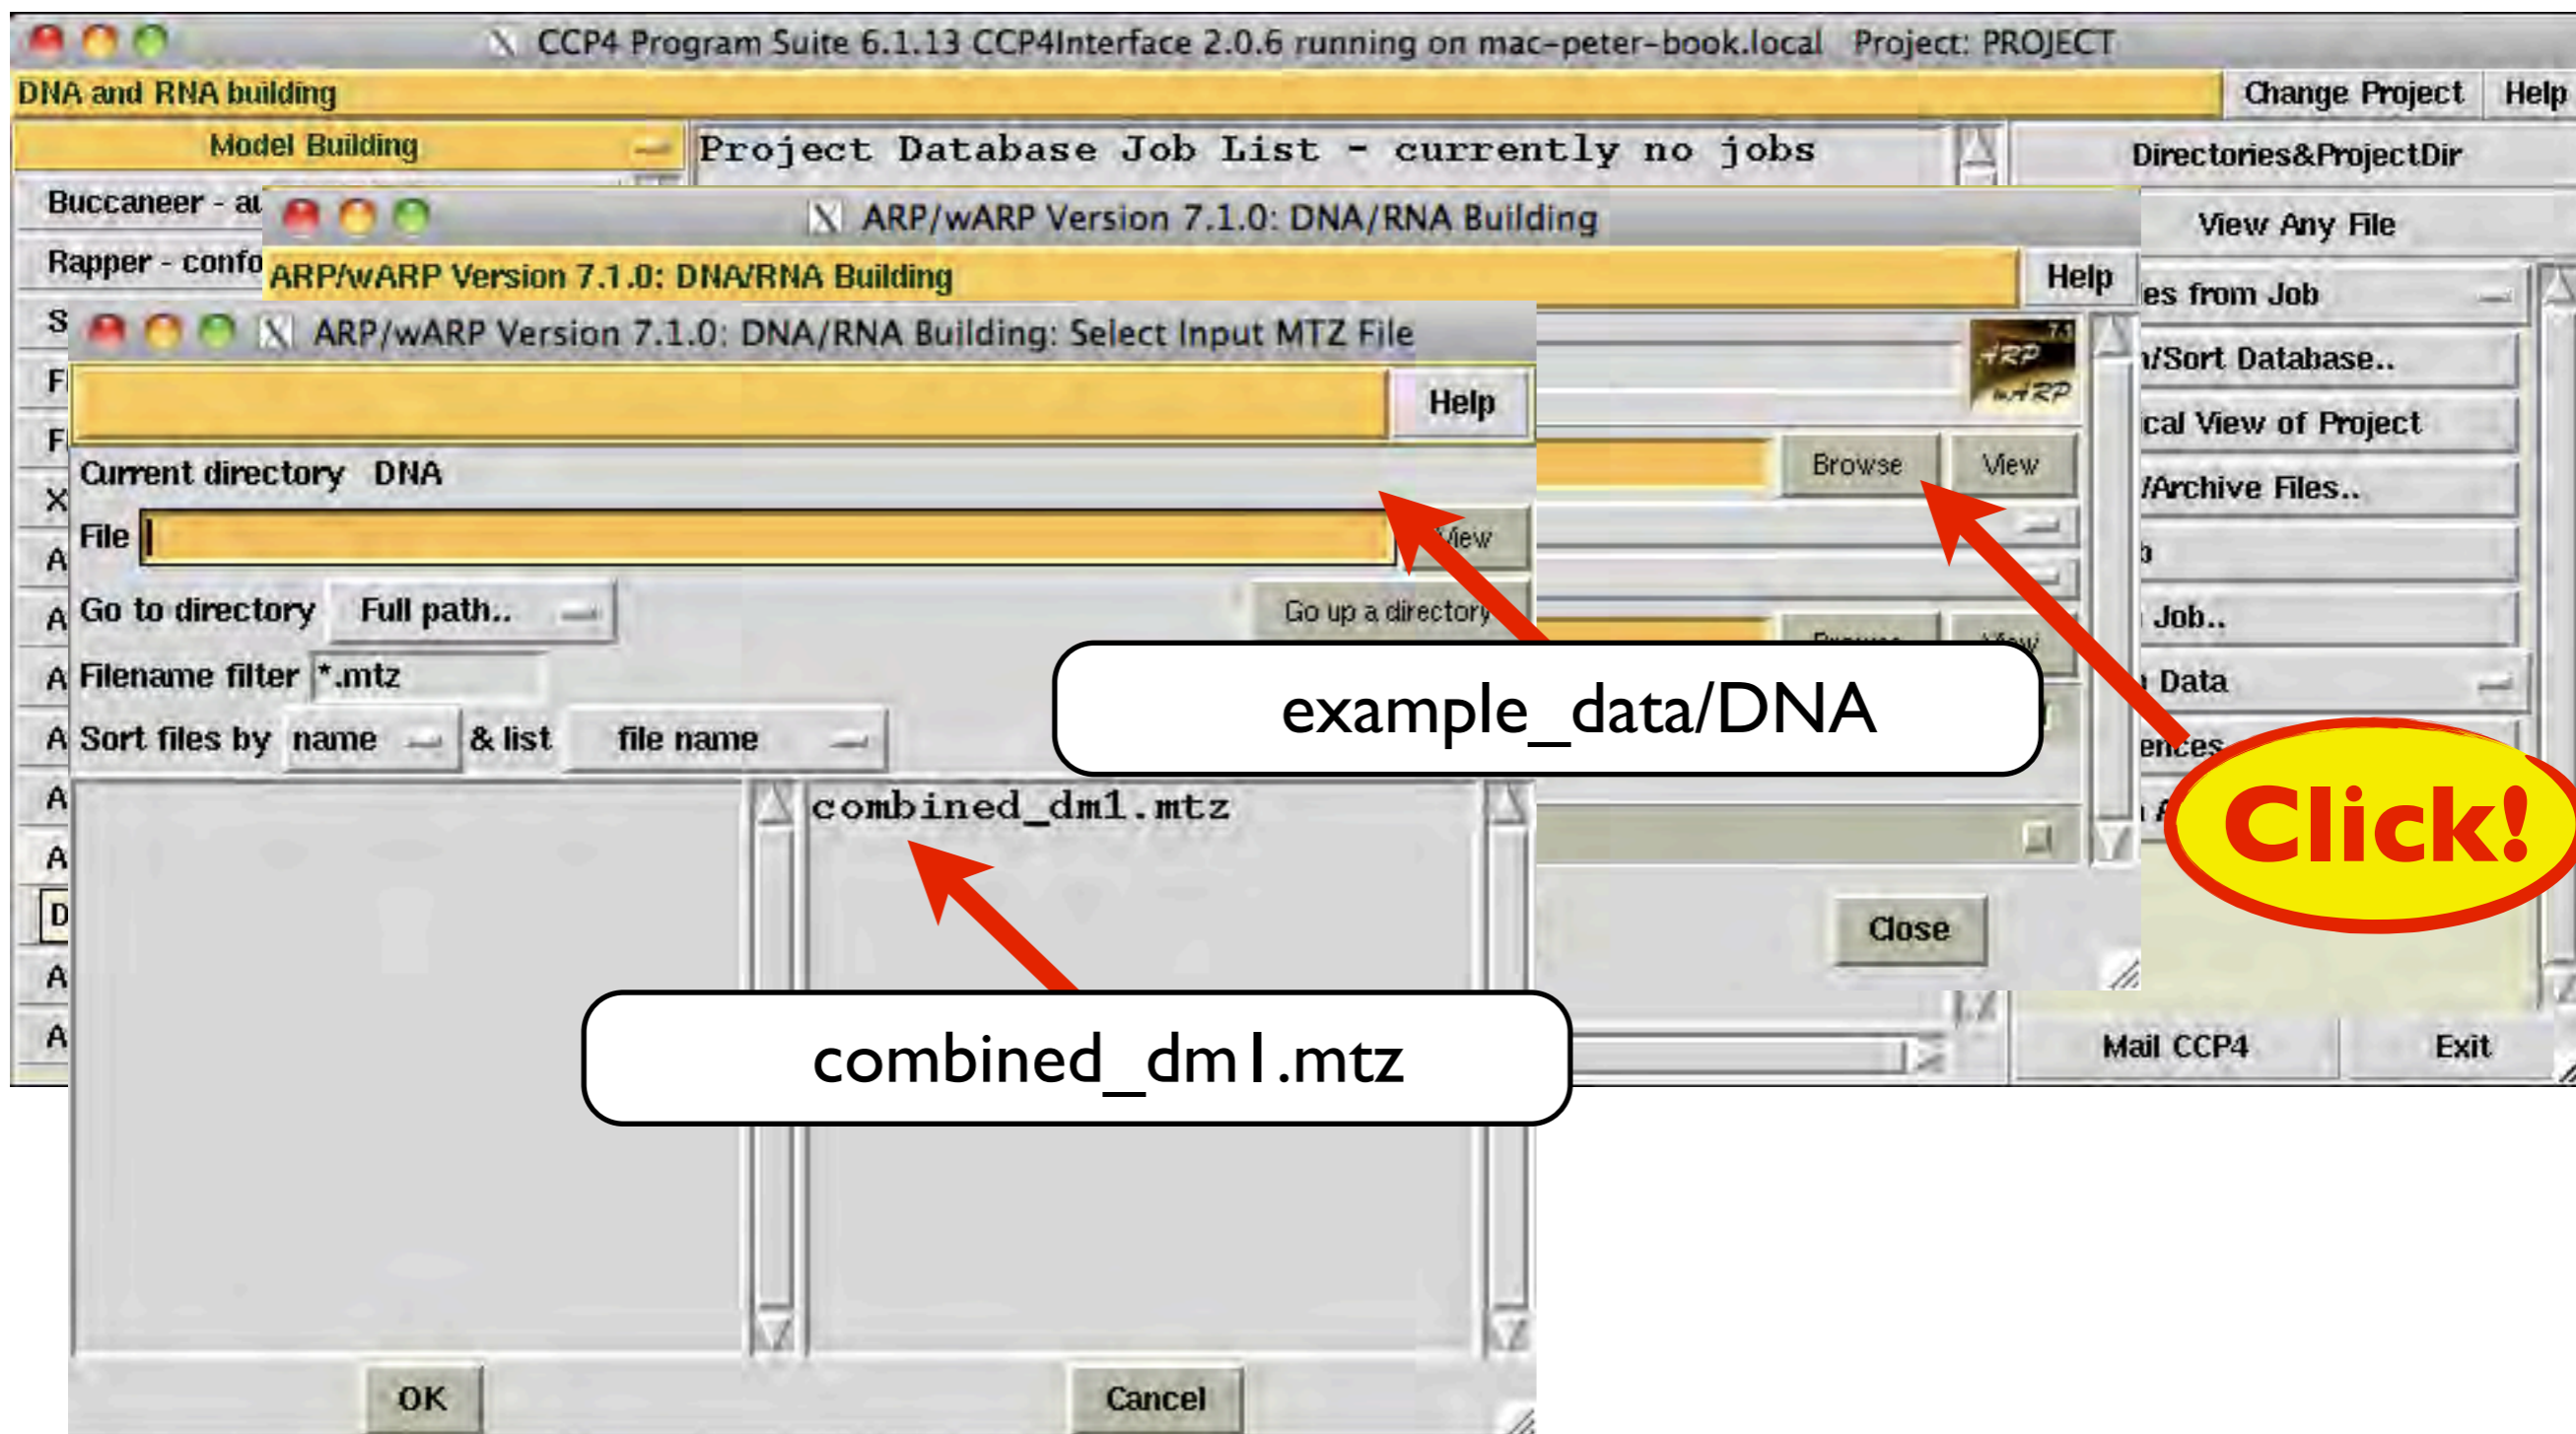 CCP4 Program Suite 6.1.13 CCP4Interface 2.0.6 running on mac-peter-book.local Project: PROJECT
DNA and RNA building
Change Project
Help
Model Building
Project Database Job List - currently no jobs
Directories&ProjectDir
Buccaneer - au
ARP/wARP Version 7.1.0: DNA/RNA Building
View Any File
Rapper - confo
ARP/wARP Version 7.1.0: DNA/RNA Building
Help
es from Job
S
ARP/wARP Version 7.1.0: DNA/RNA Building: Select Input MTZ File
ARP
wARP
/Sort Database..
Help
ical View of Project
Current directory DNA
Browse
View
/Archive Files..
X
File
View
A
Go to directory Full path..
Go up a directory
Job..
A
Filename filter *.mtz
Browse
View
example_data/DNA
Data
A
Sort files by name & list file name
ences
A
combined_dm1.mtz
Click!
A
D
Close
A
A
combined_dm1.mtz
Mail CCP4
Exit
OK
Cancel